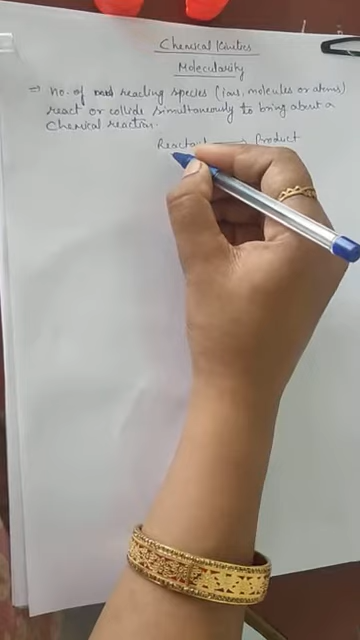 Chemical Kinetics
Molecularity
→ no. of reacting species (ions, molecules or atoms)
react or collide simultaneously to bring about a
Chemical reaction.
Reactant → Product